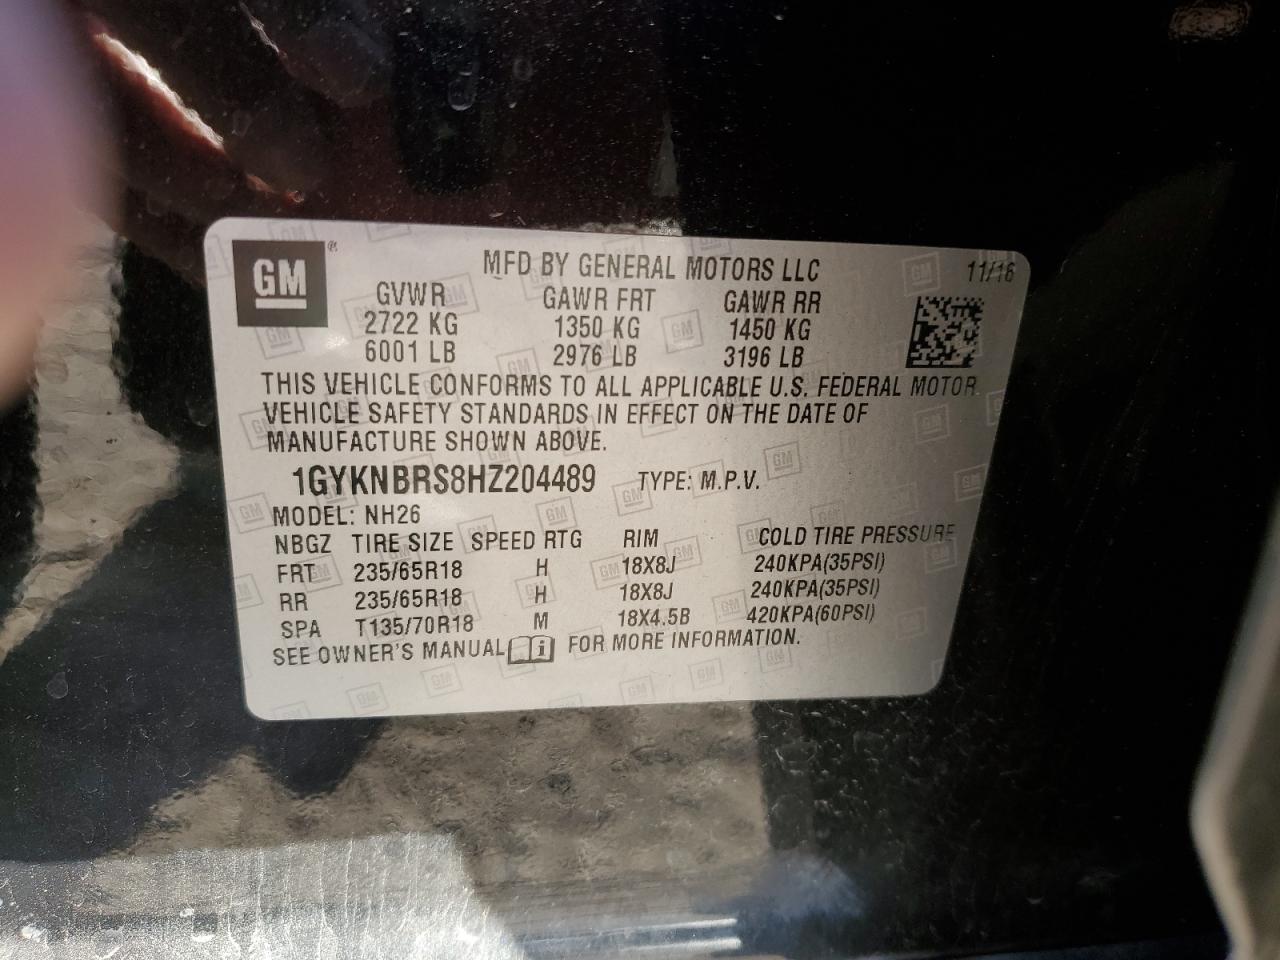 GM ® MFD BY GENERAL MOTORS LLC 11/16
GVWR GAWR FRT GAWR RR
2722 KG 1350 KG 1450 KG
6001 LB 2976 LB 3196 LB
THIS VEHICLE CONFORMS TO ALL APPLICABLE U.S. FEDERAL MOTOR
VEHICLE SAFETY STANDARDS IN EFFECT ON THE DATE OF
MANUFACTURE SHOWN ABOVE.
1GYKNBRS8HZ204489 TYPE: M.P.V.
MODEL: NH26
NBGZ TIRE SIZE SPEED RTG RIM COLD TIRE PRESSURE
FRT 235/65R18 H 18X8J 240KPA(35PSI)
RR 235/65R18 H 18X8J 240KPA(35PSI)
SPA T135/70R18 M 18X4.5B 420KPA(60PSI)
SEE OWNER'S MANUAL i FOR MORE INFORMATION.